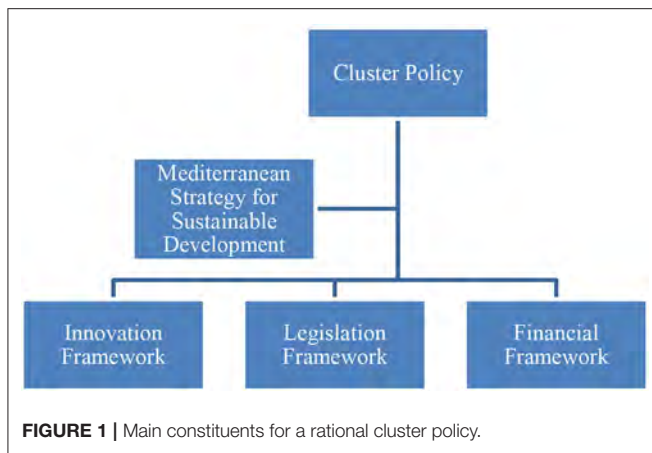 Cluster Policy
Mediterranean
Strategy for
Sustainable
Development
Innovation
Framework
Legislation
Framework
Financial
Framework
FIGURE 1 | Main constituents for a rational cluster policy.